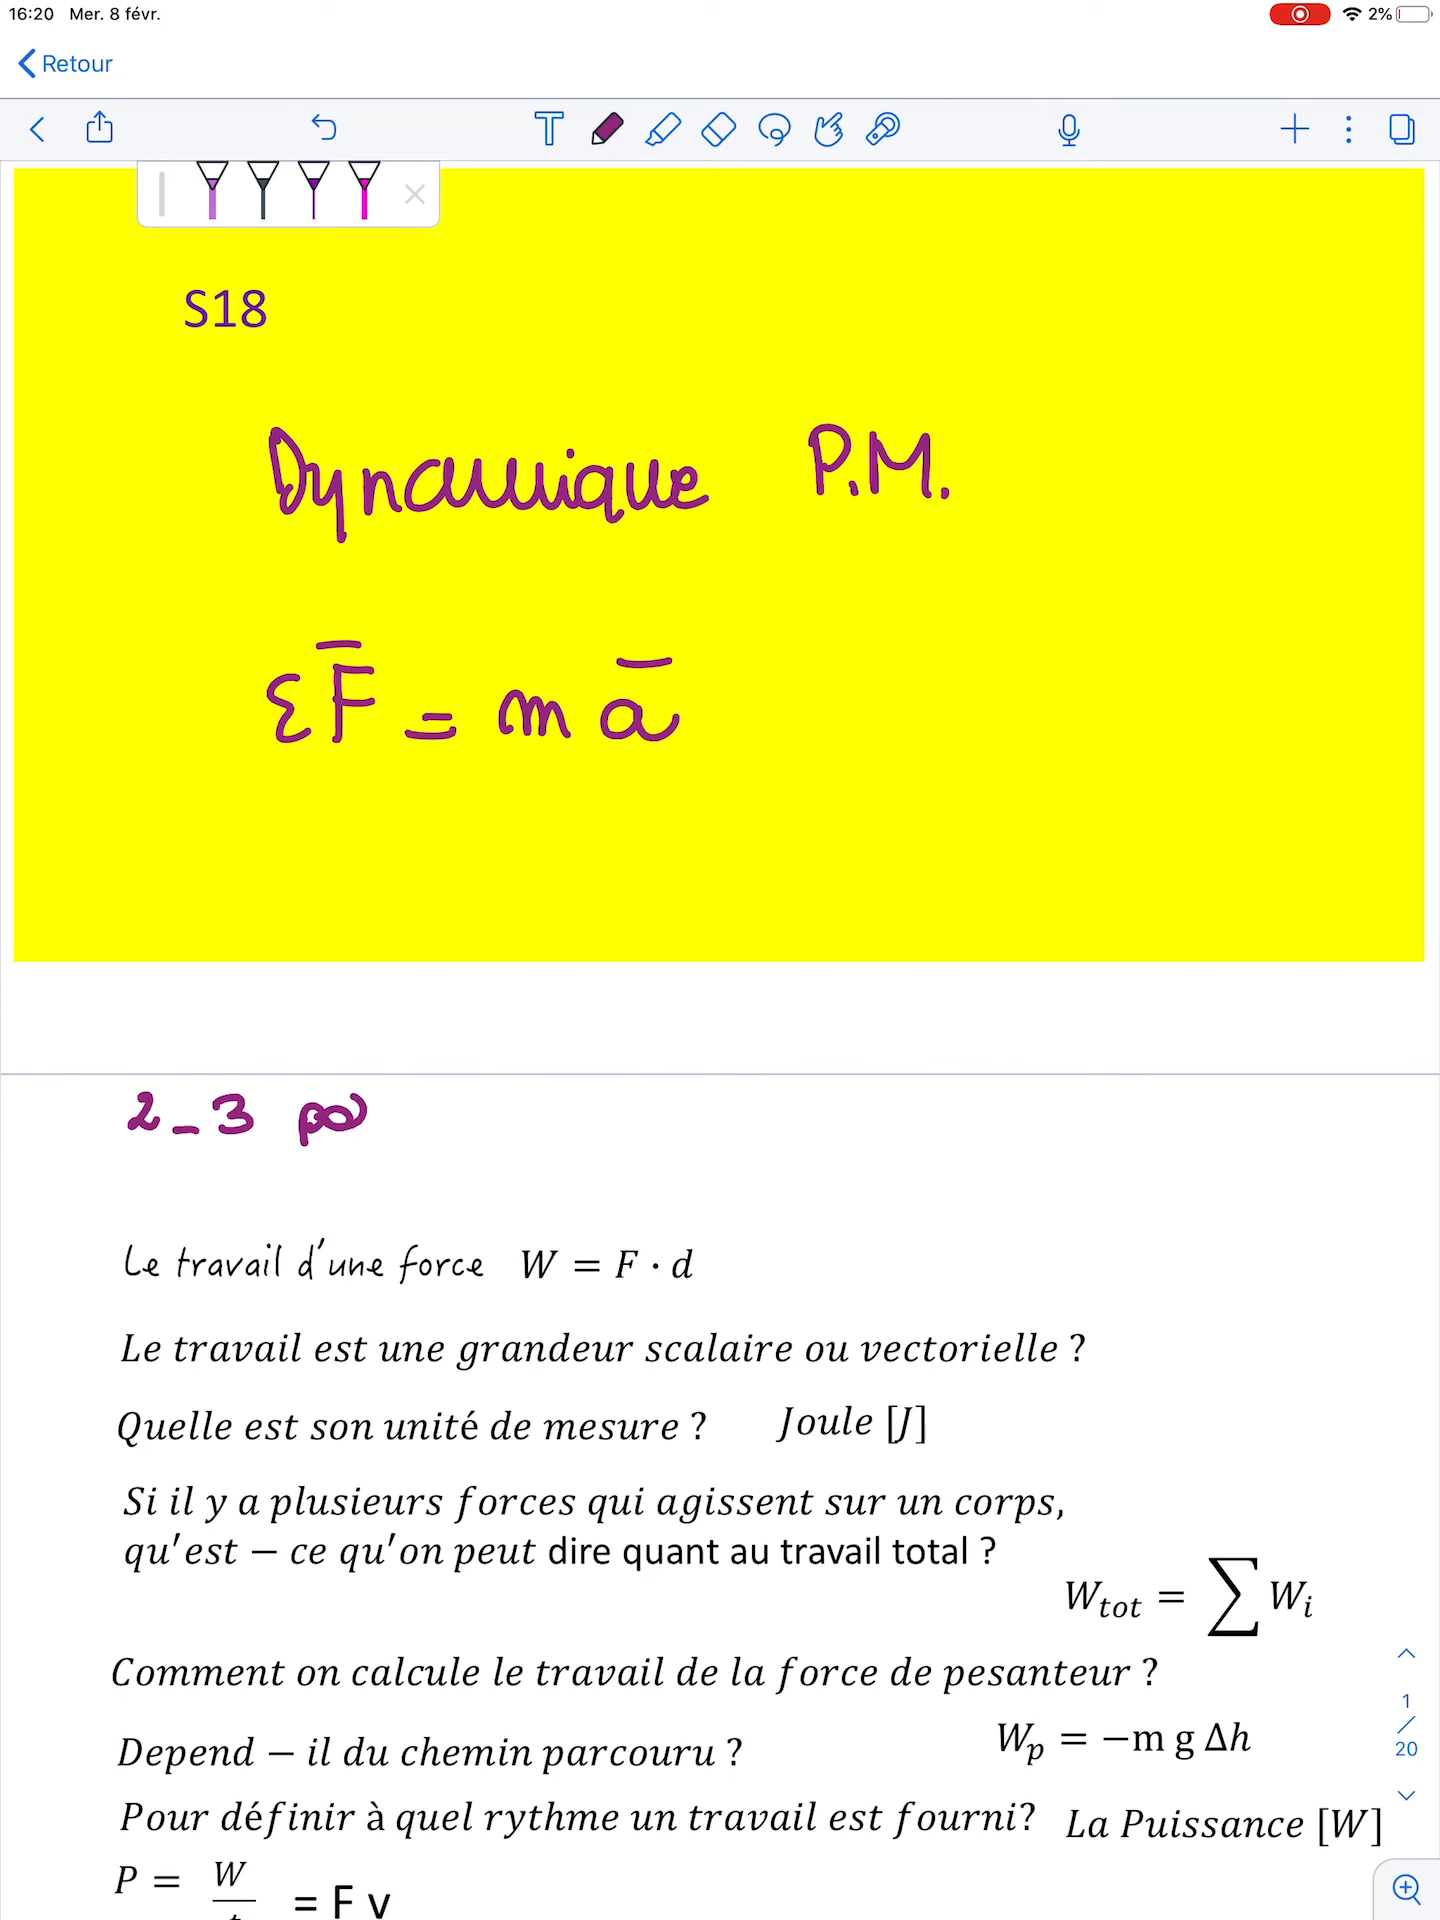 16:20 Mer. 8 févr.
2%
Retour
S18
Dynamique P.M.
ΣF̅ = m a̅
2_3
Le travail d'une force W = F · d
Le travail est une grandeur scalaire ou vectorielle ?
Quelle est son unité de mesure ? Joule [J]
Si il y a plusieurs forces qui agissent sur un corps,
qu'est − ce qu'on peut dire quant au travail total ?
W_tot = ∑ W_i
Comment on calcule le travail de la force de pesanteur ?
Depend − il du chemin parcouru ? W_p = −m g Δh
Pour définir à quel rythme un travail est fourni? La Puissance [W]
P = W/t = F v
1/20